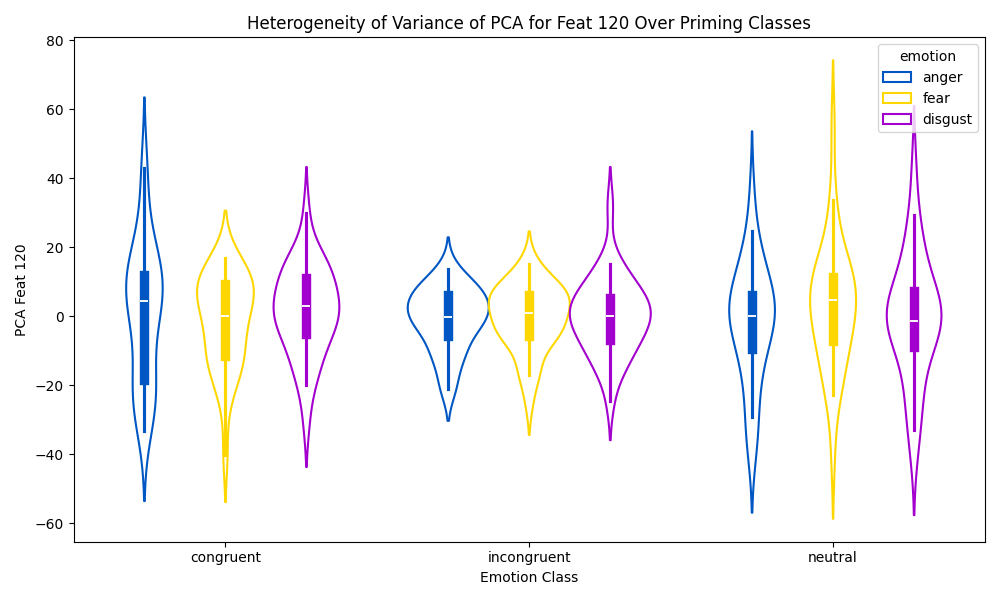 Heterogeneity of Variance of PCA for Feat 120 Over Priming Classes
80
60
40
20
0
−20
−40
−60
PCA Feat 120
emotion
anger
fear
disgust
congruent
incongruent
neutral
Emotion Class